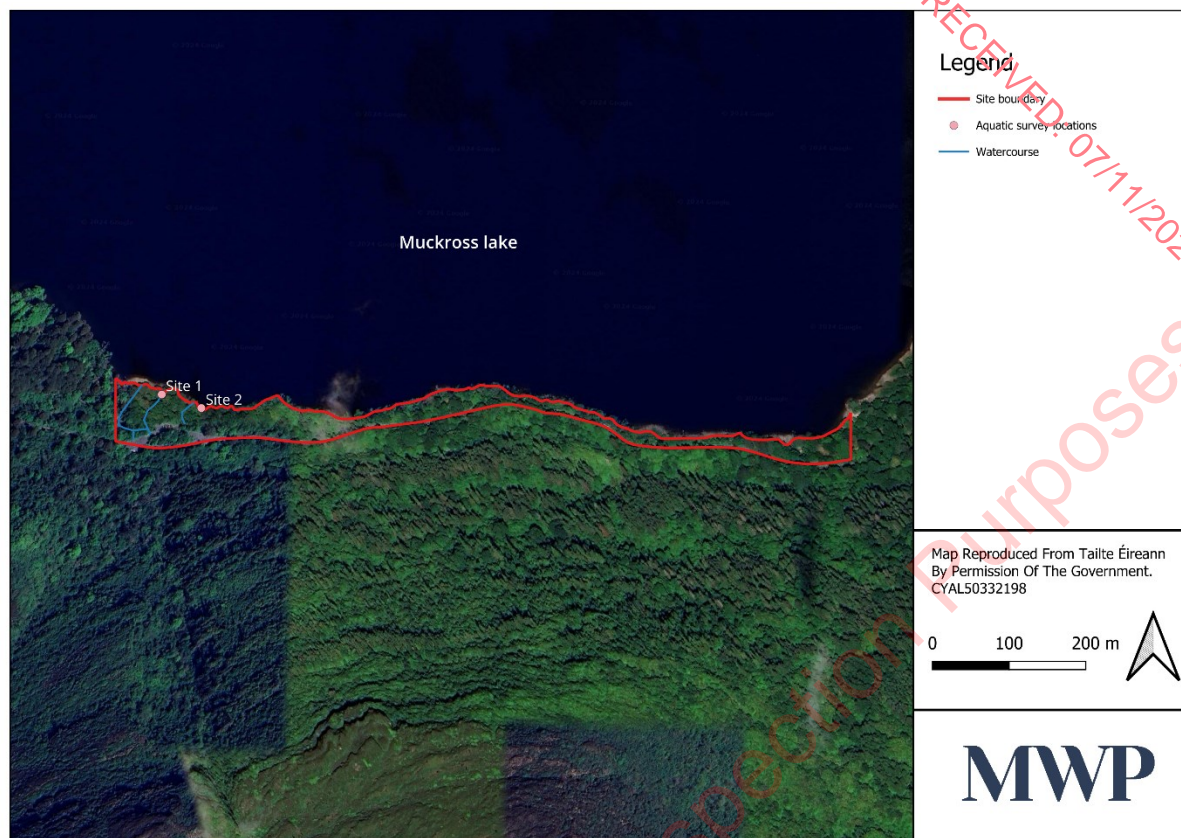 Muckross lake
Site 1
Site 2
Legend
Site boundary
Aquatic survey locations
Watercourse
RECEIVED: 07/11/202
Purposes
spection
Map Reproduced From Tailte Éireann
By Permission Of The Government.
CYAL50332198
0 100 200 m
MWP